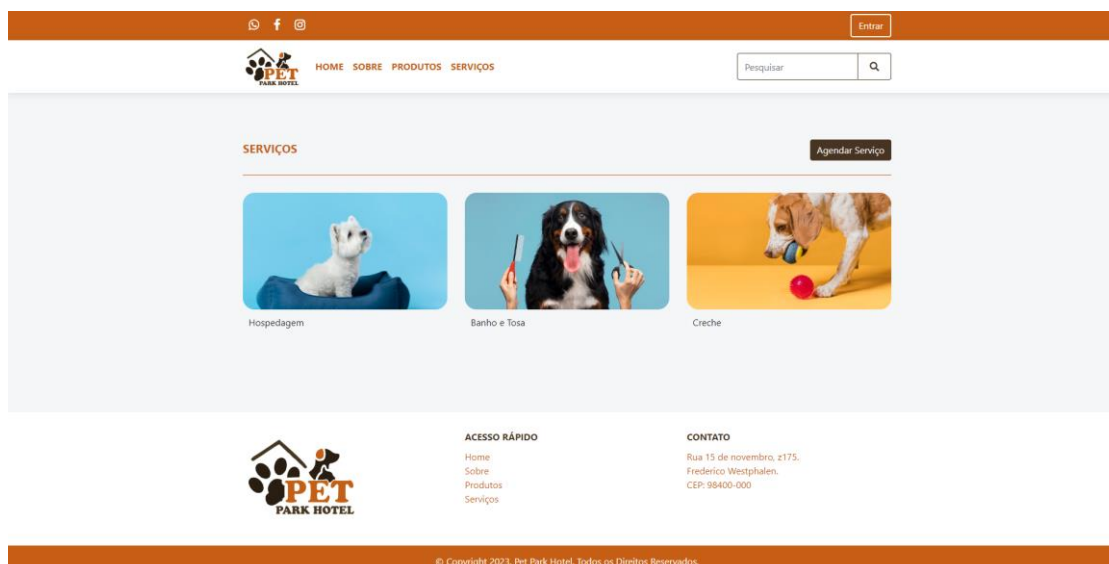 Entrar
PET
PARK HOTEL
HOME SOBRE PRODUTOS SERVIÇOS
Pesquisar
SERVIÇOS
Agendar Serviço
Hospedagem
Banho e Tosa
Creche
PET
PARK HOTEL
ACESSO RÁPIDO
Home
Sobre
Produtos
Serviços
CONTATO
Rua 15 de novembro, z175.
Frederico Westphalen.
CEP: 98400-000
© Copyright 2023. Pet Park Hotel. Todos os Direitos Reservados.